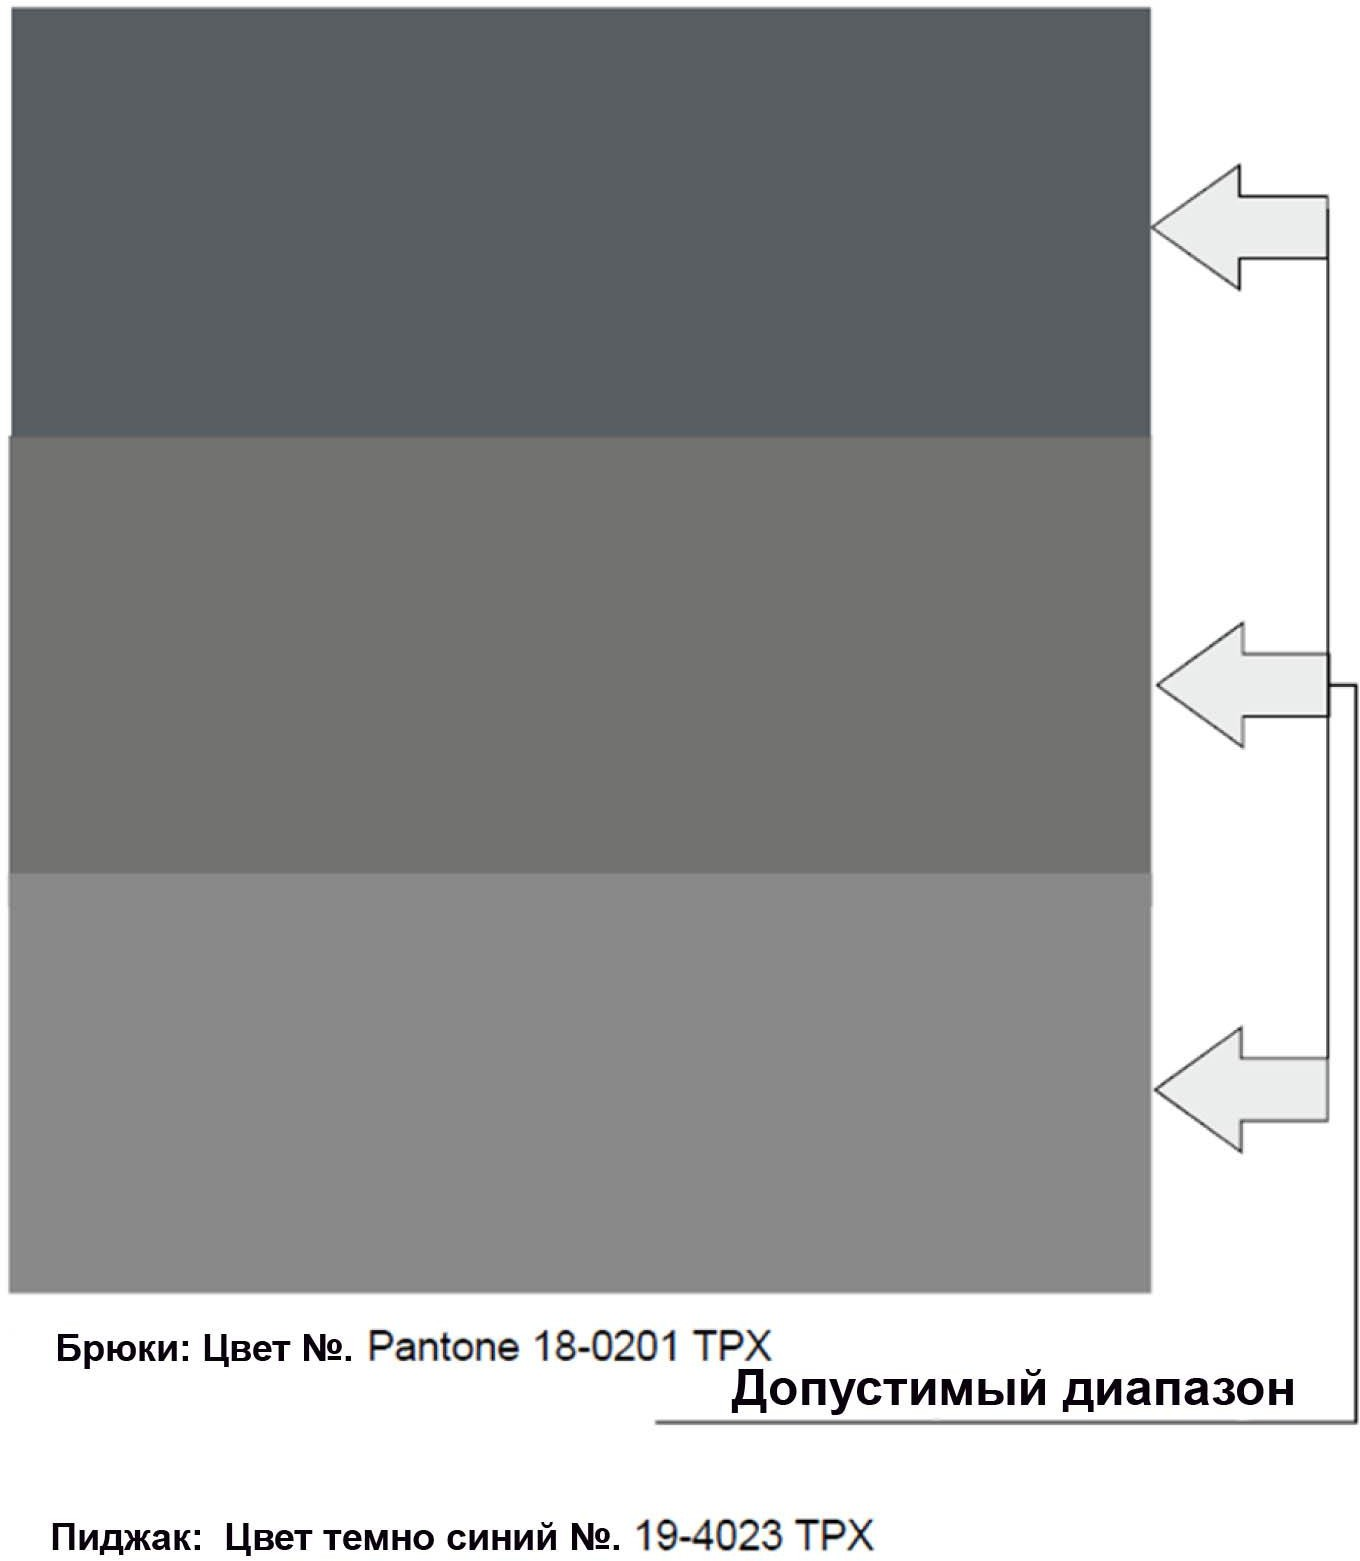 Брюки: Цвет №. Pantone 18-0201 TPX
Допустимый диапазон
Пиджак: Цвет темно синий №. 19-4023 TPX